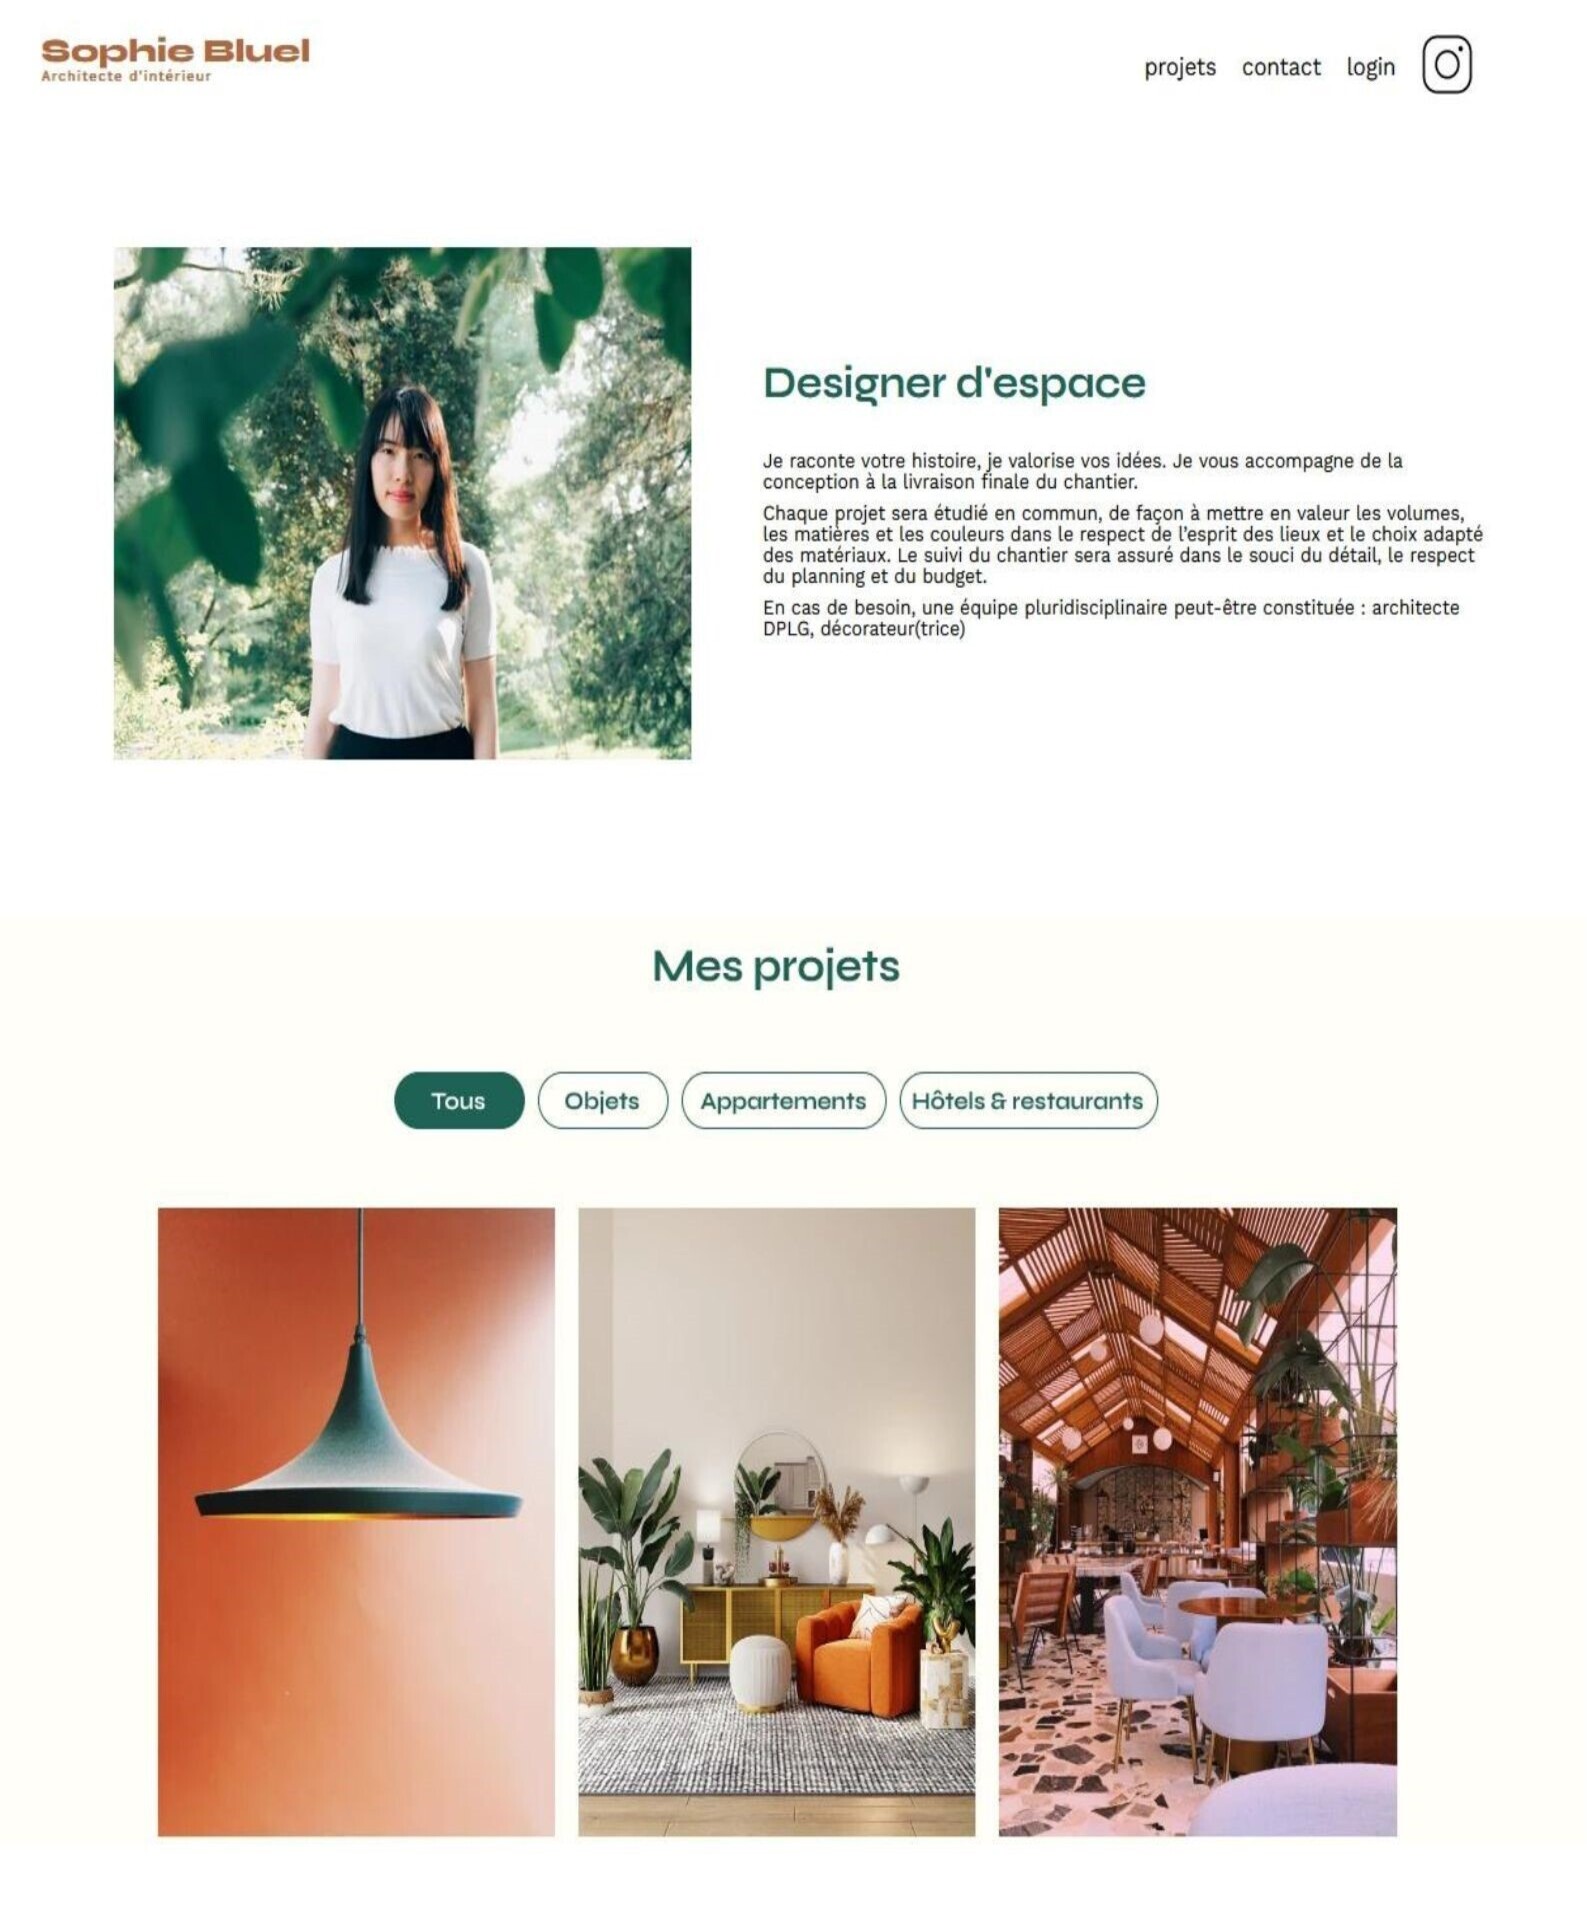 Sophie Bluel
Architecte d'intérieur
projets contact login
Designer d'espace
Je raconte votre histoire, je valorise vos idées. Je vous accompagne de la
conception à la livraison finale du chantier.
Chaque projet sera étudié en commun, de façon à mettre en valeur les volumes,
les matières et les couleurs dans le respect de l’esprit des lieux et le choix adapté
des matériaux. Le suivi du chantier sera assuré dans le souci du détail, le respect
du planning et du budget.
En cas de besoin, une équipe pluridisciplinaire peut-être constituée : architecte
DPLG, décorateur(trice)
Mes projets
Tous Objets Appartements Hôtels & restaurants